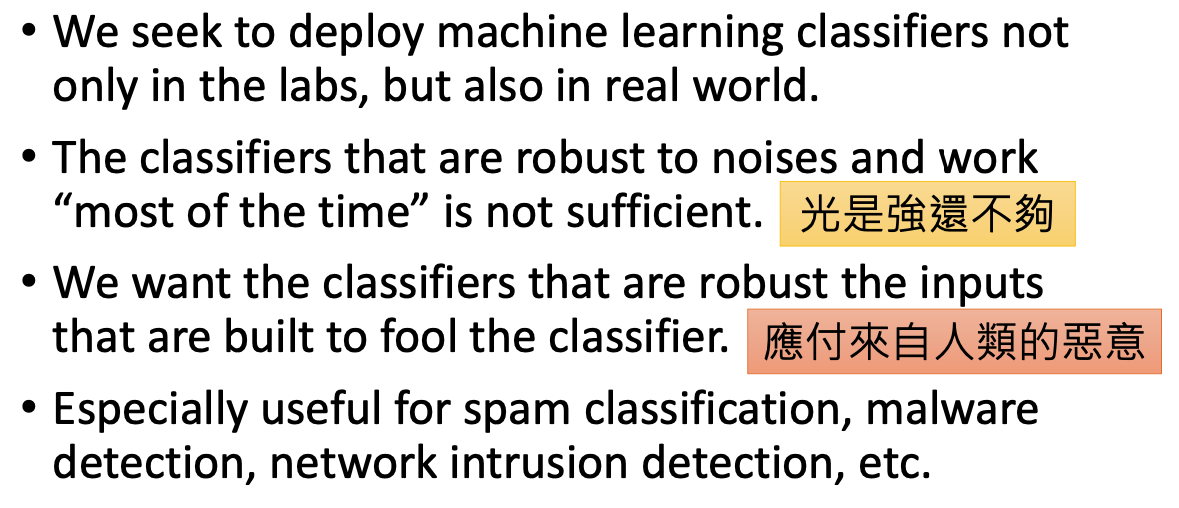 • We seek to deploy machine learning classifiers not
only in the labs, but also in real world.
• The classifiers that are robust to noises and work
“most of the time” is not sufficient. 光是強還不夠
• We want the classifiers that are robust the inputs
that are built to fool the classifier. 應付來自人類的惡意
• Especially useful for spam classification, malware
detection, network intrusion detection, etc.